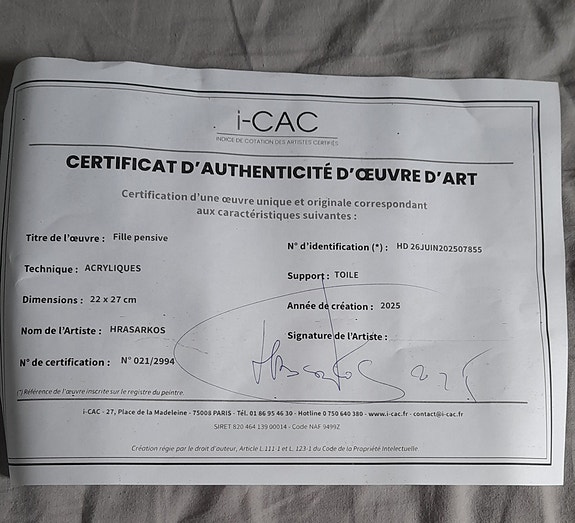 i-CAC
INDICE DE COTATION DES ARTISTES CERTIFIÉS
CERTIFICAT D'AUTHENTICITÉ D'ŒUVRE D'ART
Certification d'une œuvre unique et originale correspondant
aux caractéristiques suivantes :
Titre de l'œuvre : Fille pensive
N° d'identification (*) : HD 26JUIN202507855
Technique : ACRYLIQUES
Support : TOILE
Dimensions : 22 x 27 cm
Année de création : 2025
Nom de l'Artiste : HRASARKOS
Signature de l'Artiste :
N° de certification : N° 021/2994
Hrasarkos 2025
(*) Référence de l'œuvre inscrite sur le registre du peintre.
i-CAC - 27, Place de la Madeleine - 75008 PARIS - Tél. 01 86 95 46 30 - Hotline 0 750 640 380 - www.i-cac.fr - contact@i-cac.fr
SIRET 820 464 139 00014 - Code NAF 9499Z
Création régie par le droit d'auteur, Article L.111-1 et L. 123-1 du Code de la Propriété Intellectuelle.